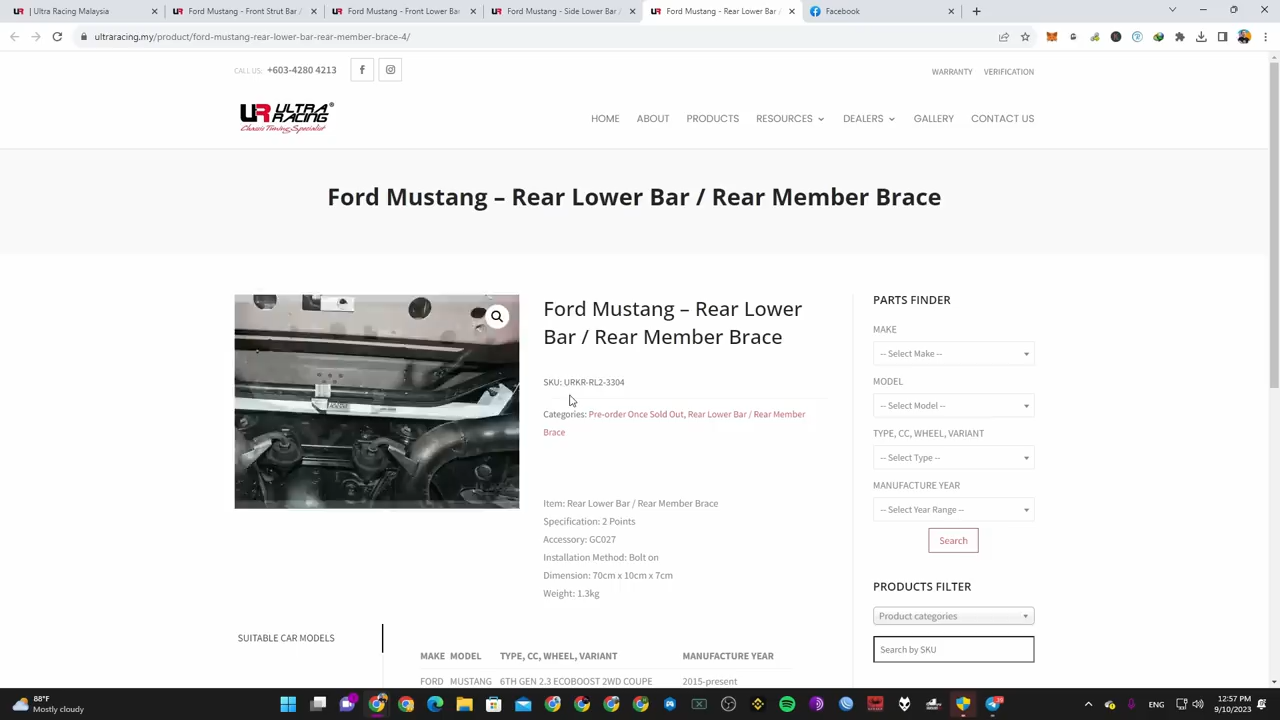 | Ultra Racing Malaysia
Ford Mustang - Front Strut Bar /
Ford Mustang - Front Lower Bar /
Ford Mustang - Side Lower Bar /
Ford Mustang - Rear Lower Bar /
Facebook
ultraracing.my/product/ford-mustang-rear-lower-bar-rear-member-brace-4/
CALL US: +603-4280 4213
WARRANTY VERIFICATION
UR ULTRA RACING®
Chassis Tuning Specialist
HOME ABOUT PRODUCTS RESOURCES DEALERS GALLERY CONTACT US
Ford Mustang – Rear Lower Bar / Rear Member Brace
Ford Mustang – Rear Lower
Bar / Rear Member Brace
SKU: URKR-RL2-3304
Categories: Pre-order Once Sold Out, Rear Lower Bar / Rear Member
Brace
Item: Rear Lower Bar / Rear Member Brace
Specification: 2 Points
Accessory: GC027
Installation Method: Bolt on
Dimension: 70cm x 10cm x 7cm
Weight: 1.3kg
SUITABLE CAR MODELS
MAKE MODEL TYPE, CC, WHEEL, VARIANT MANUFACTURE YEAR
FORD MUSTANG 6TH GEN 2.3 ECOBOOST 2WD COUPE 2015-present
PARTS FINDER
MAKE
-- Select Make --
MODEL
-- Select Model --
TYPE, CC, WHEEL, VARIANT
-- Select Type --
MANUFACTURE YEAR
-- Select Year Range --
Search
PRODUCTS FILTER
Product categories
Search by SKU
88°F
Mostly cloudy
ENG
12:57 PM
9/10/2023